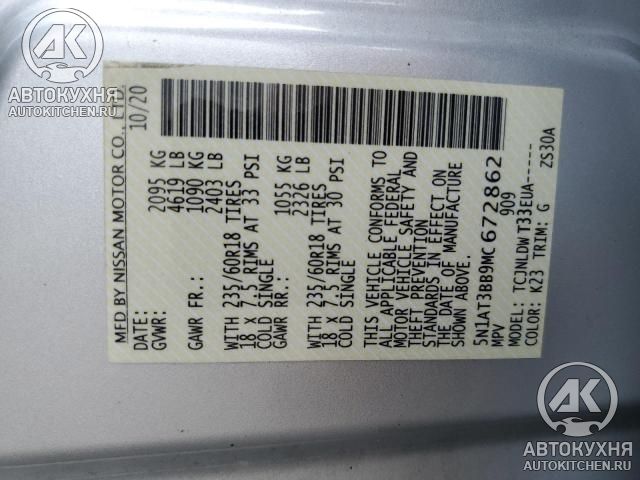 MFD BY NISSAN MOTOR CO., LTD.
DATE: 10/20
GVWR: 2095 KG
4619 LB
GAWR FR.: 1090 KG
2403 LB
WITH 235/60R18 TIRES
18 X 7.5 RIMS AT 33 PSI
COLD SINGLE
GAWR RR.: 1055 KG
2326 LB
WITH 235/60R18 TIRES
18 X 7.5 RIMS AT 30 PSI
COLD SINGLE
THIS VEHICLE CONFORMS TO
ALL APPLICABLE FEDERAL
MOTOR VEHICLE SAFETY AND
THEFT PREVENTION
STANDARDS IN EFFECT ON
THE DATE OF MANUFACTURE
SHOWN ABOVE.
5N1AT3BB9MC672862
MPV 909
MODEL: TCJNLDWT33EUA-----
COLOR: K23 TRIM: G ZS30A
АК
АВТОКУХНЯ
AUTOKITCHEN.RU
АК
АВТОКУХНЯ
AUTOKITCHEN.RU